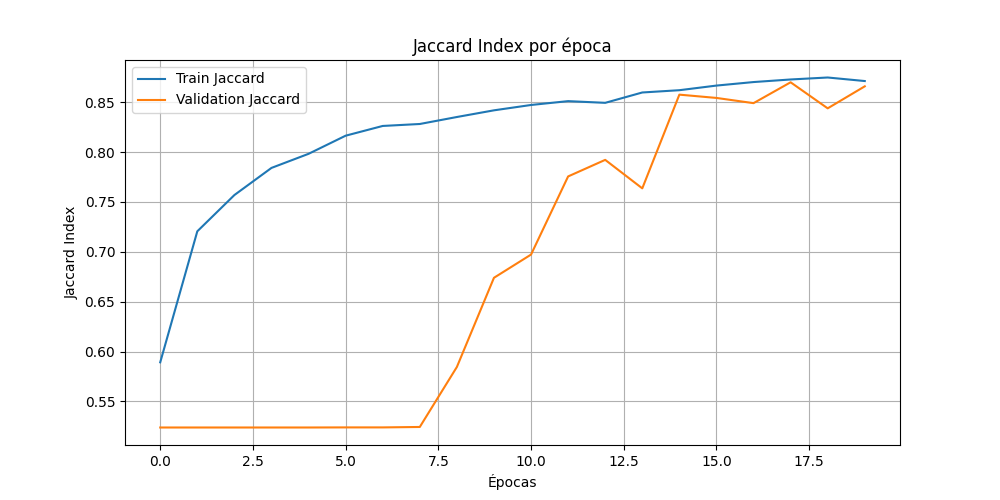 Jaccard Index por época
Train Jaccard
Validation Jaccard
Jaccard Index
0.85
0.80
0.75
0.70
0.65
0.60
0.55
0.0 2.5 5.0 7.5 10.0 12.5 15.0 17.5
Épocas